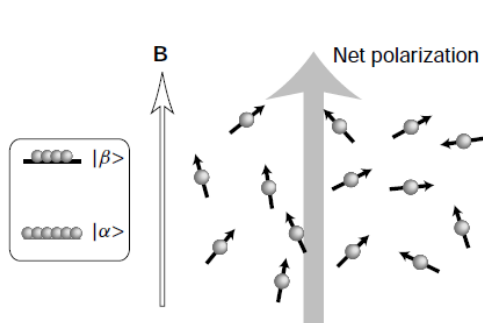 B
Net polarization
|β>
|α>